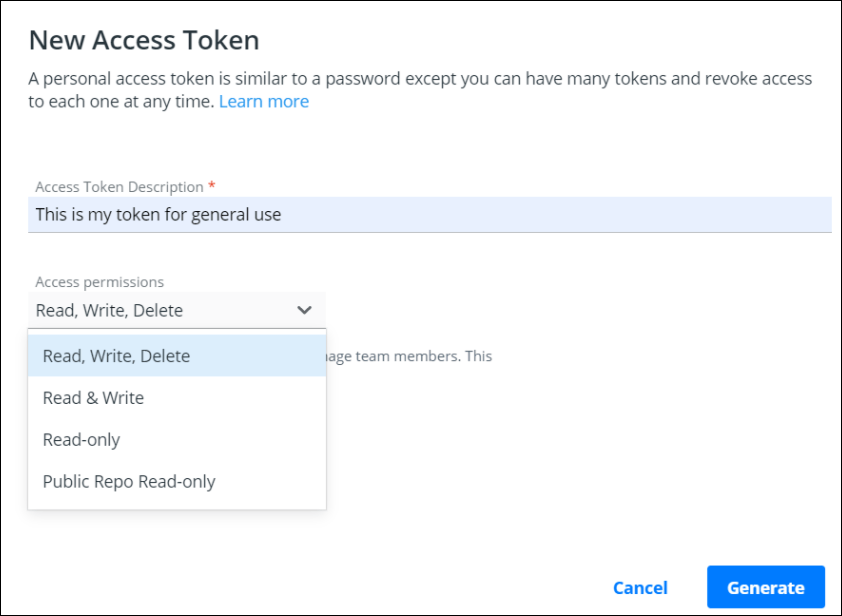 New Access Token
A personal access token is similar to a password except you can have many tokens and revoke access
to each one at any time. Learn more
Access Token Description *
This is my token for general use
Access permissions
Read, Write, Delete
Read, Write, Delete
team members. This
Read & Write
Read-only
Public Repo Read-only
Cancel
Generate